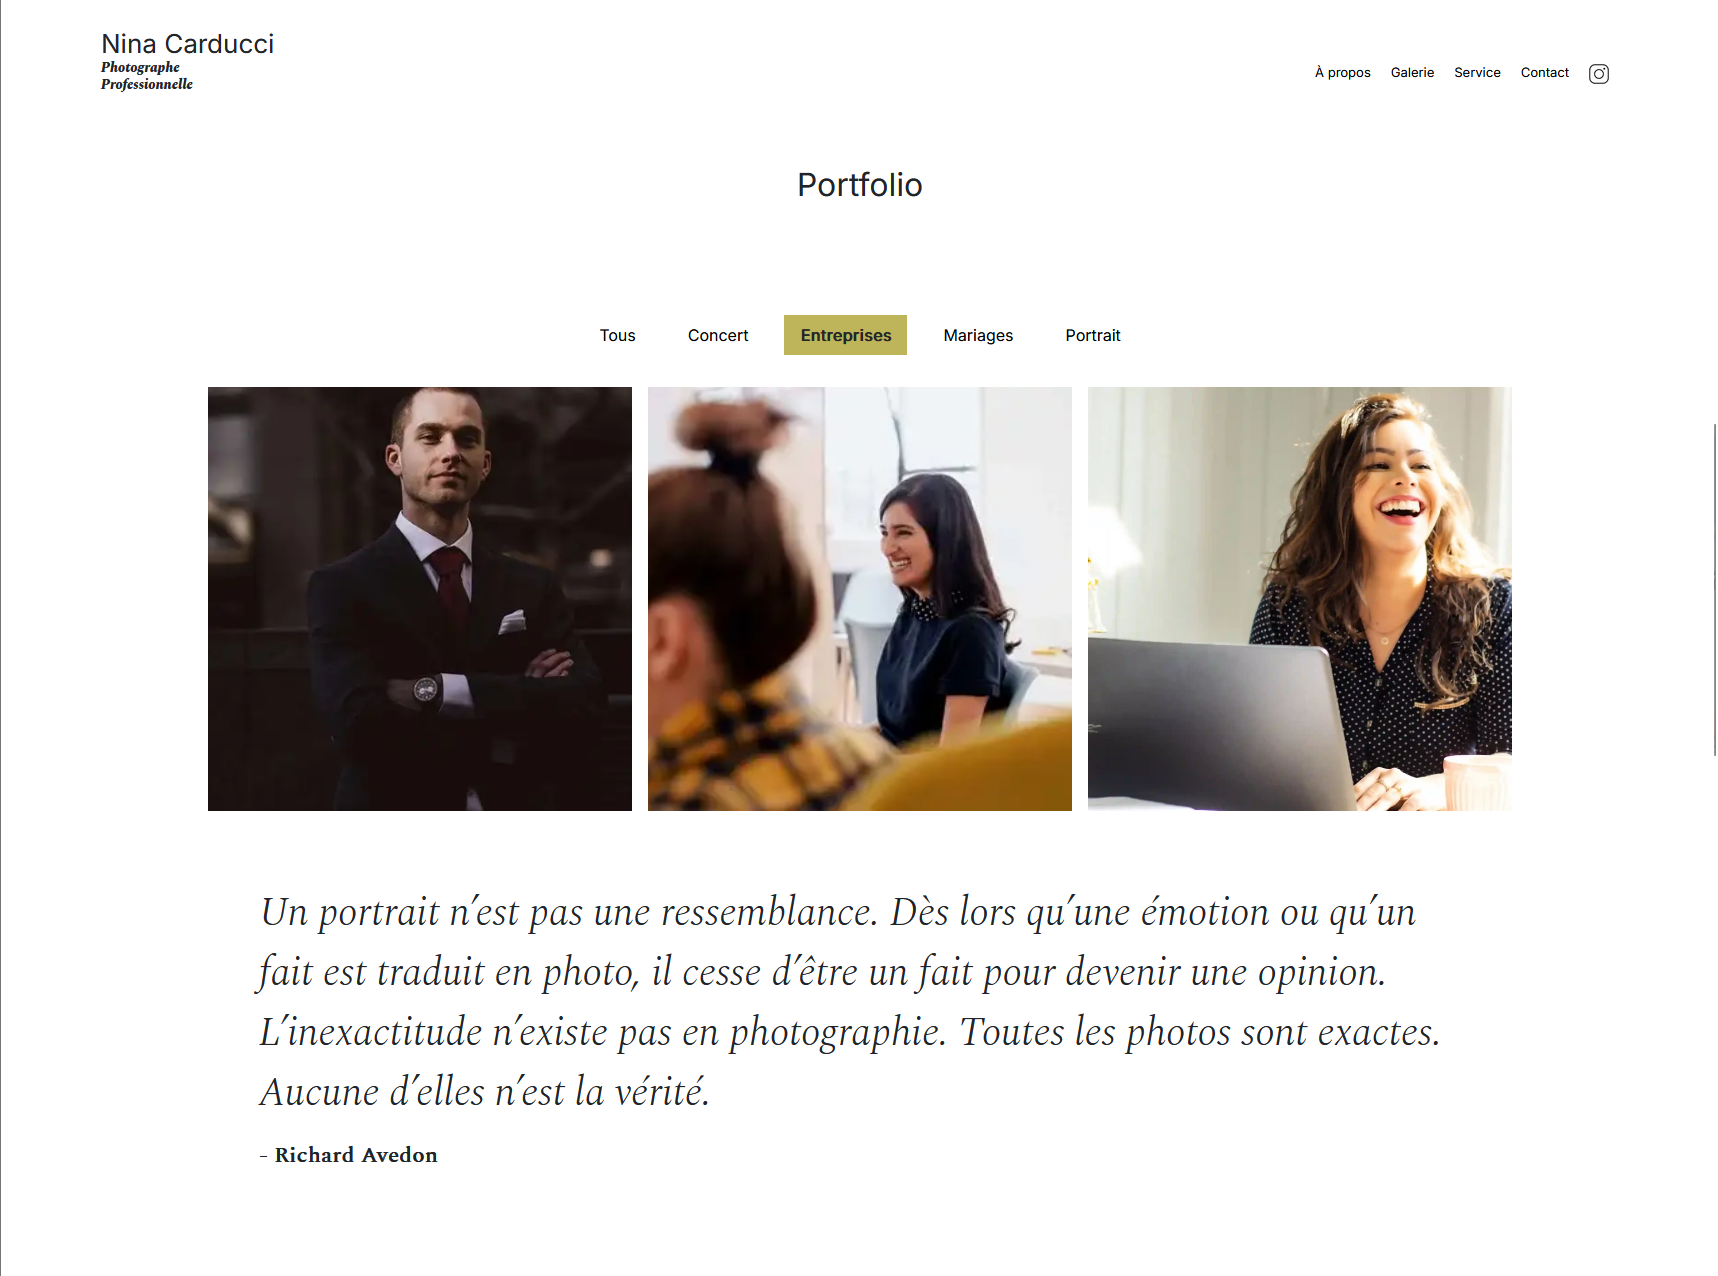 Nina Carducci
Photographe
Professionnelle
À propos Galerie Service Contact
Portfolio
Tous Concert Entreprises Mariages Portrait
Un portrait n’est pas une ressemblance. Dès lors qu’une émotion ou qu’un
fait est traduit en photo, il cesse d’être un fait pour devenir une opinion.
L’inexactitude n’existe pas en photographie. Toutes les photos sont exactes.
Aucune d’elles n’est la vérité.
- Richard Avedon